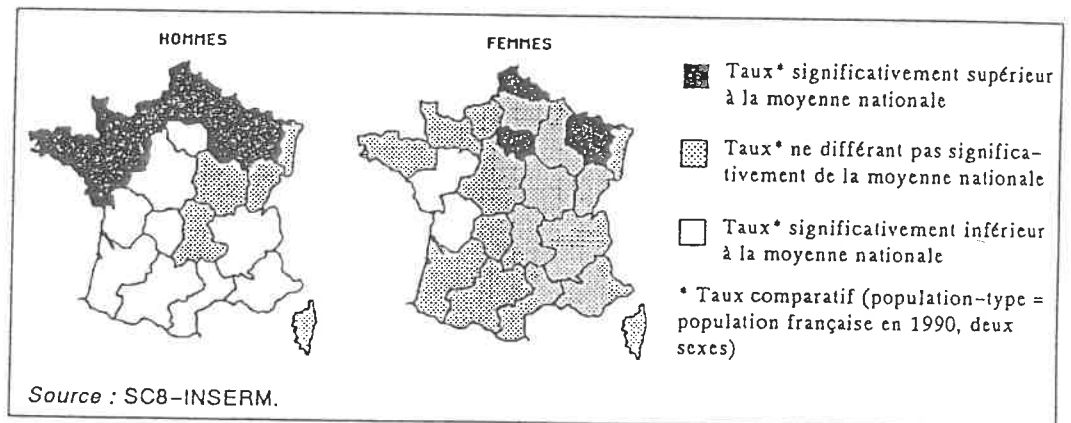 HOMMES
FEMMES
Taux* significativement supérieur
à la moyenne nationale
Taux* ne différant pas significa-
tivement de la moyenne nationale
Taux* significativement inférieur
à la moyenne nationale
* Taux comparatif (population-type =
population française en 1990, deux
sexes)
Source : SC8-INSERM.